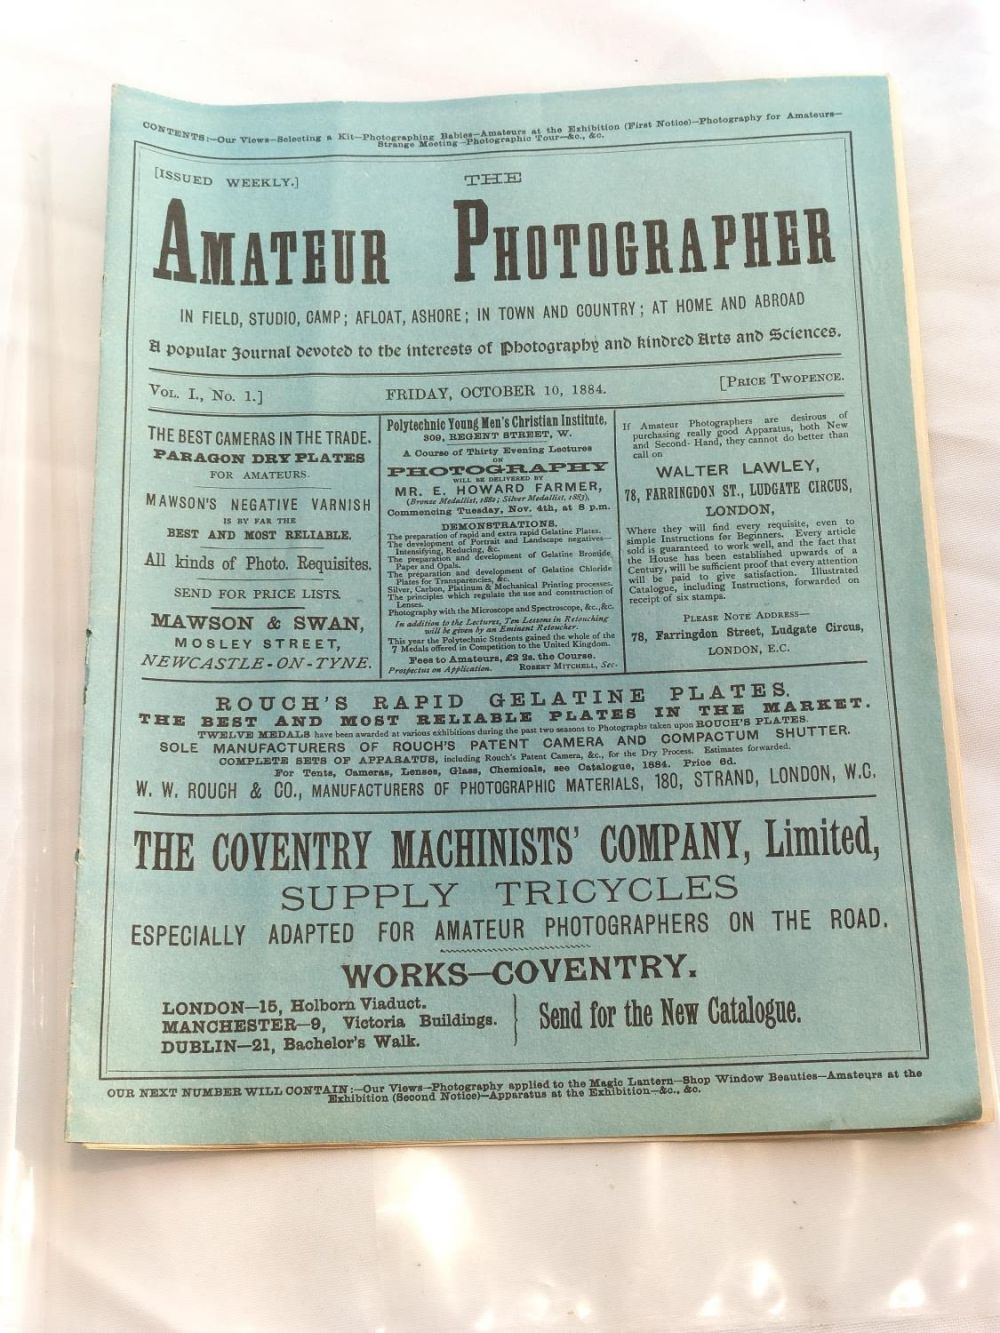 CONTENTS:—Our Views—Selecting a Kit—Photographing Babies—Amateurs at the Exhibition (First Notice)—Photography for Amateurs—
Strange Meeting—Photographic Tour—&c., &c.
[ISSUED WEEKLY.]
THE
AMATEUR PHOTOGRAPHER
IN FIELD, STUDIO, CAMP; AFLOAT, ASHORE; IN TOWN AND COUNTRY; AT HOME AND ABROAD
A popular Journal devoted to the interests of Photography and kindred Arts and Sciences.
VOL. I., No. 1.]
FRIDAY, OCTOBER 10, 1884.
[PRICE TWOPENCE.
THE BEST CAMERAS IN THE TRADE.
PARAGON DRY PLATES
FOR AMATEURS.
MAWSON'S NEGATIVE VARNISH
IS BY FAR THE
BEST AND MOST RELIABLE.
All kinds of Photo. Requisites.
SEND FOR PRICE LISTS.
MAWSON & SWAN,
MOSLEY STREET,
NEWCASTLE-ON-TYNE.
Polytechnic Young Men's Christian Institute,
309, REGENT STREET, W.
A Course of Thirty Evening Lectures
ON
PHOTOGRAPHY
WILL BE DELIVERED BY
MR. E. HOWARD FARMER,
(Bronze Medallist, 1882; Silver Medallist, 1883),
Commencing Tuesday, Nov. 4th, at 8 p.m.
DEMONSTRATIONS.
The preparation of rapid and extra rapid Gelatine Plates.
The development of Portrait and Landscape negatives—
Intensifying, Reducing, &c.
The preparation and development of Gelatine Bromide
Paper and Opals.
The preparation and development of Gelatine Chloride
Plates for Transparencies, &c.
Silver, Carbon, Platinum & Mechanical Printing processes.
The principles which regulate the use and construction of
Lenses.
Photography with the Microscope and Spectroscope, &c., &c.
In addition to the Lectures, Ten Lessons in Retouching
will be given by an Eminent Retoucher.
This year the Polytechnic Students gained the whole of the
7 Medals offered in Competition to the United Kingdom.
Fees to Amateurs, £2 2s. the Course.
Prospectus on Application. ROBERT MITCHELL, Sec.
If Amateur Photographers are desirous of
purchasing really good Apparatus, both New
and Second-Hand, they cannot do better than
call on
WALTER LAWLEY,
78, FARRINGDON ST., LUDGATE CIRCUS,
LONDON,
Where they will find every requisite, even to
simple Instructions for Beginners. Every article
sold is guaranteed to work well, and the fact that
the House has been established upwards of a
Century, will be sufficient proof that every attention
will be paid to give satisfaction. Illustrated
Catalogue, including Instructions, forwarded on
receipt of six stamps.
PLEASE NOTE ADDRESS—
78, Farringdon Street, Ludgate Circus,
LONDON, E.C.
ROUCH'S RAPID GELATINE PLATES.
THE BEST AND MOST RELIABLE PLATES IN THE MARKET.
TWELVE MEDALS have been awarded at various exhibitions during the past two seasons to Photographs taken upon ROUCH'S PLATES.
SOLE MANUFACTURERS OF ROUCH'S PATENT CAMERA AND COMPACTUM SHUTTER.
COMPLETE SETS OF APPARATUS, including Rouch's Patent Camera, &c., for the Dry Process. Estimates forwarded.
For Tents, Cameras, Lenses, Glass, Chemicals, see Catalogue, 1884. Price 6d.
W. W. ROUCH & CO., MANUFACTURERS OF PHOTOGRAPHIC MATERIALS, 180, STRAND, LONDON, W.C.
THE COVENTRY MACHINISTS' COMPANY, Limited,
SUPPLY TRICYCLES
ESPECIALLY ADAPTED FOR AMATEUR PHOTOGRAPHERS ON THE ROAD.
WORKS—COVENTRY.
LONDON—15, Holborn Viaduct.
MANCHESTER—9, Victoria Buildings.
DUBLIN—21, Bachelor's Walk.
Send for the New Catalogue.
OUR NEXT NUMBER WILL CONTAIN:—Our Views—Photography applied to the Magic Lantern—Shop Window Beauties—Amateurs at the
Exhibition (Second Notice)—Apparatus at the Exhibition—&c., &c.